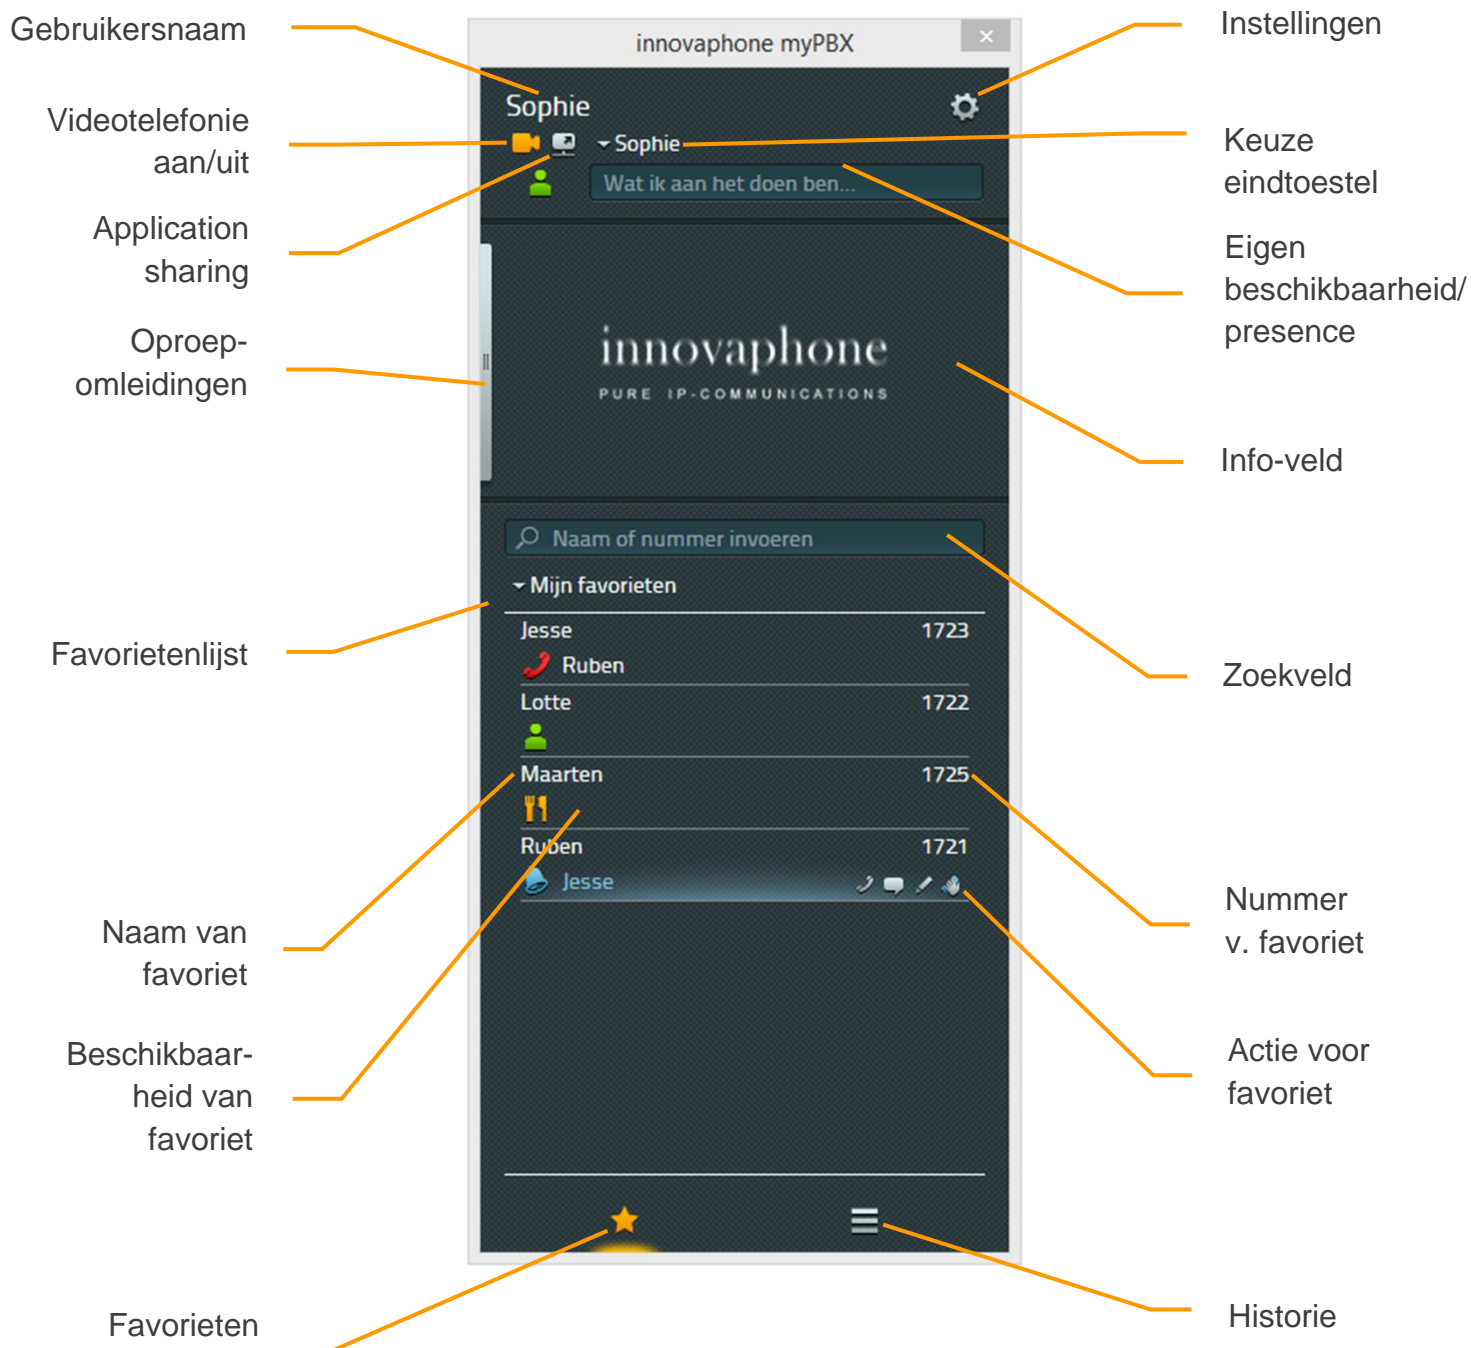 Gebruikersnaam
Videotelefonie
aan/uit
Application
sharing
Oproep-
omleidingen
Favorietenlijst
Naam van
favoriet
Beschikbaar-
heid van
favoriet
Favorieten
innovaphone myPBX
Sophie
Sophie
Wat ik aan het doen ben...
innovaphone
PURE IP-COMMUNICATIONS
Naam of nummer invoeren
Mijn favorieten
Jesse 1723
Ruben
Lotte 1722
Maarten 1725
Ruben 1721
Jesse
Instellingen
Keuze
eindtoestel
Eigen
beschikbaarheid/
presence
Info-veld
Zoekveld
Nummer
v. favoriet
Actie voor
favoriet
Historie